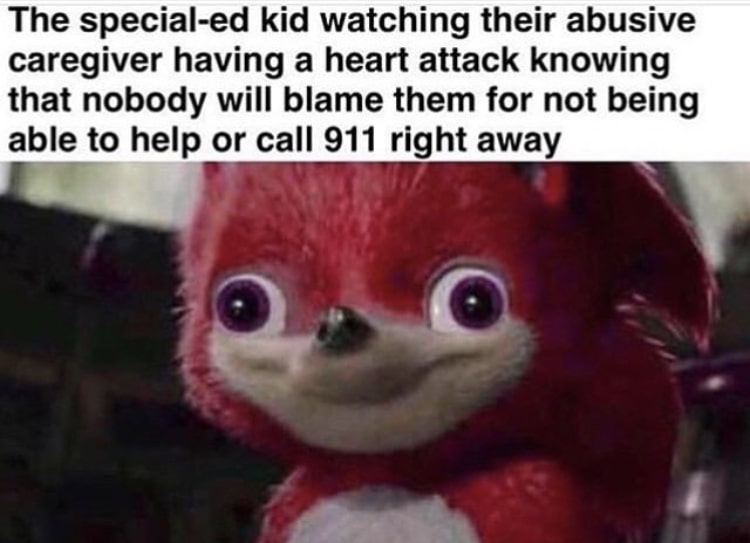 The special-ed kid watching their abusive
caregiver having a heart attack knowing
that nobody will blame them for not being
able to help or call 911 right away